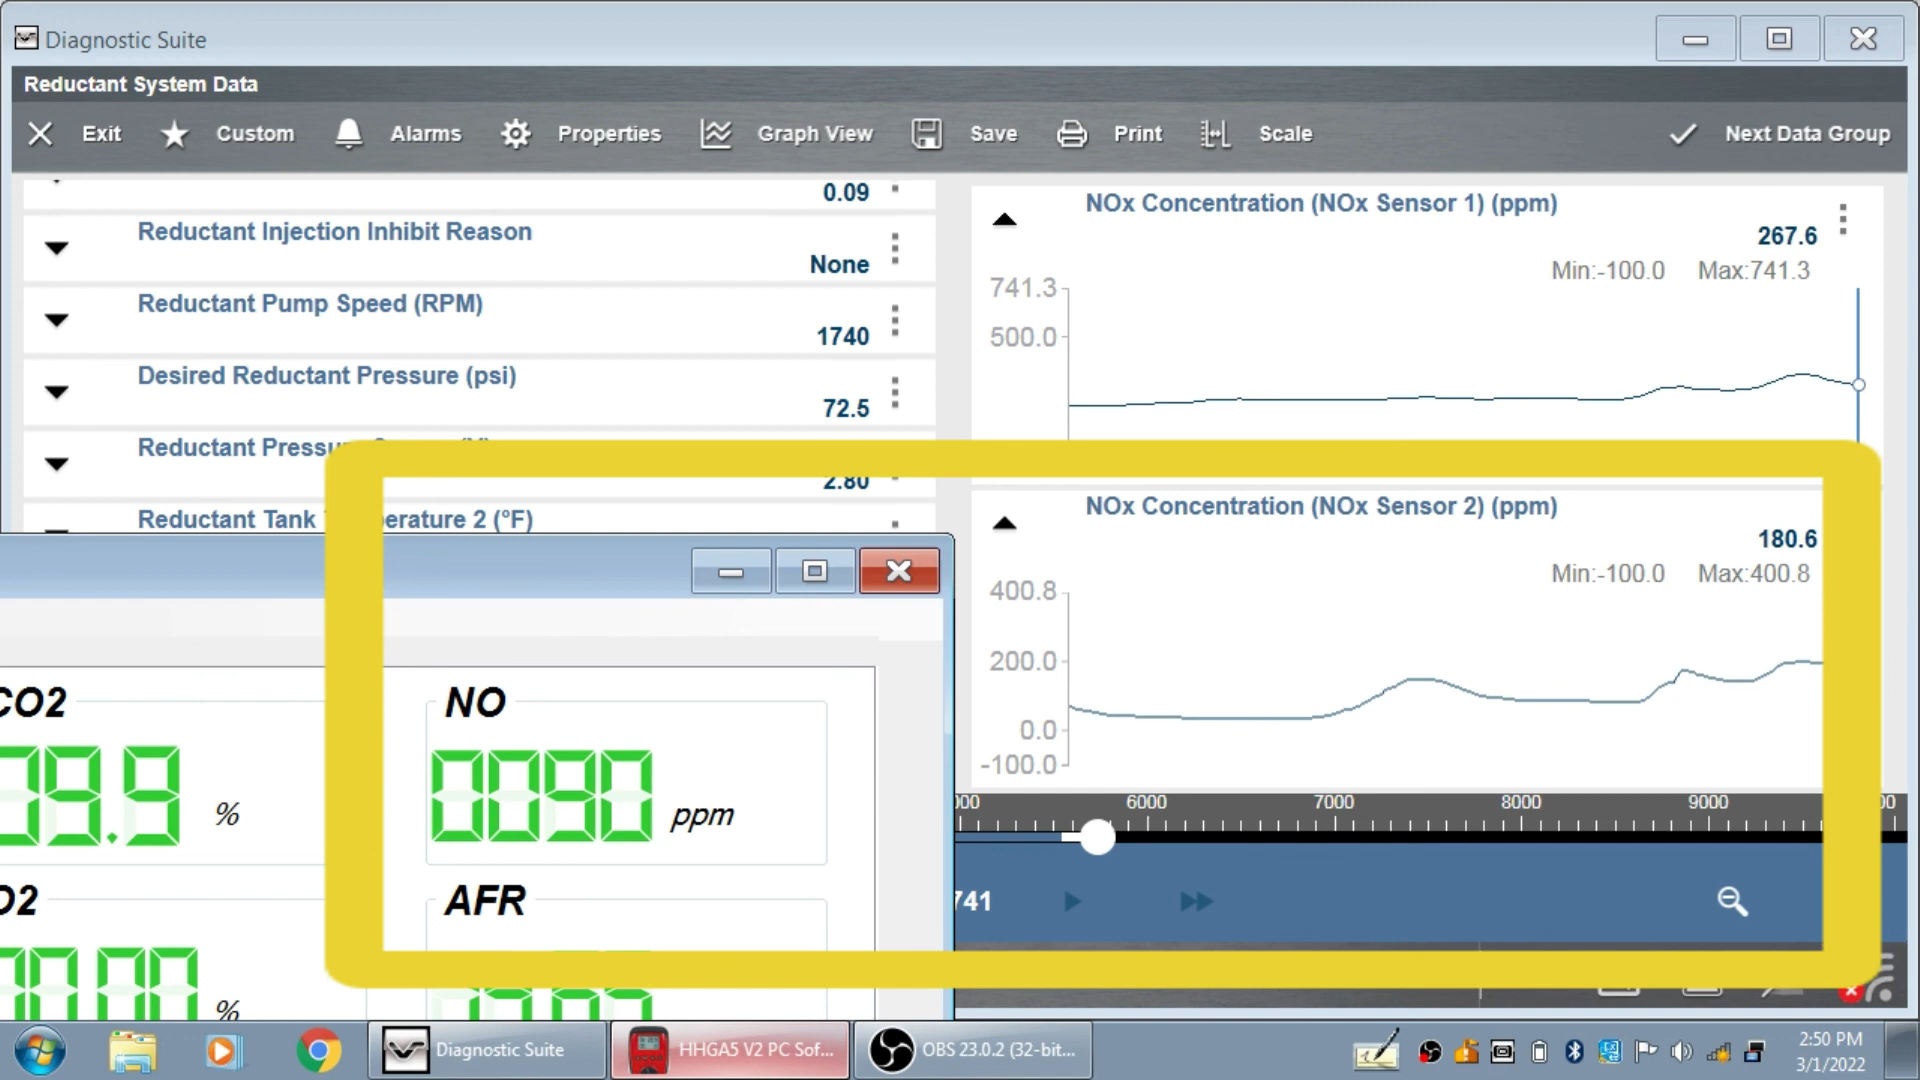 Diagnostic Suite
Reductant System Data
Exit Custom Alarms Properties Graph View Save Print Scale Next Data Group
0.09
Reductant Injection Inhibit Reason
None
Reductant Pump Speed (RPM)
1740
Desired Reductant Pressure (psi)
72.5
2.80
Reductant Tank
2 (°F)
NOx Concentration (NOx Sensor 1) (ppm)
267.6
Min:-100.0 Max:741.3
741.3
500.0
NOx Concentration (NOx Sensor 2) (ppm)
180.6
Min:-100.0 Max:400.8
400.8
200.0
0.0
-100.0
6000 7000 8000 9000
741
CO2
%
NO
0090 ppm
O2
%
AFR
Diagnostic Suite
HHGA5 V2 PC Sof...
OBS 23.0.2 (32-bit...
2:50 PM
3/1/2022